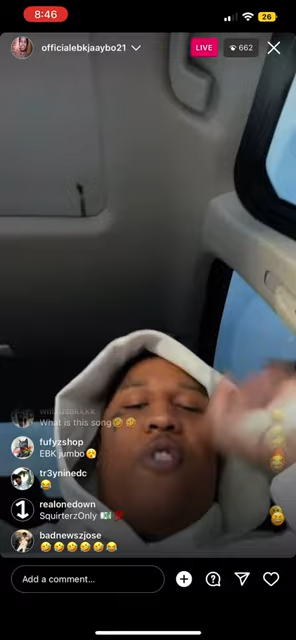 8:46
26
officialebkjaaybo21
LIVE
662
What is this song🤣🤣
fufyzshop
EBK jumbo😗
tr3yninedc
😂
1
realonedown
SquirterzOnly 💵💯
badnewszjose
🤣🤣🤣🤣🤣🤣😂
Add a comment...